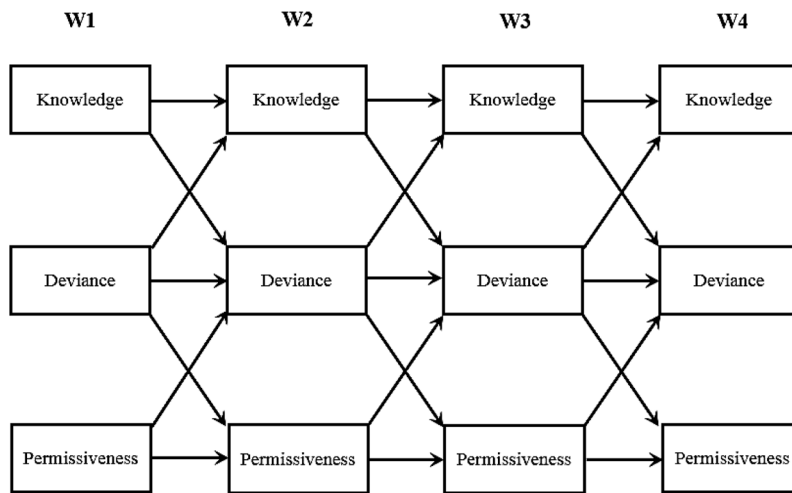 W1 W2 W3 W4
Knowledge Knowledge Knowledge Knowledge
Deviance Deviance Deviance Deviance
Permissiveness Permissiveness Permissiveness Permissiveness